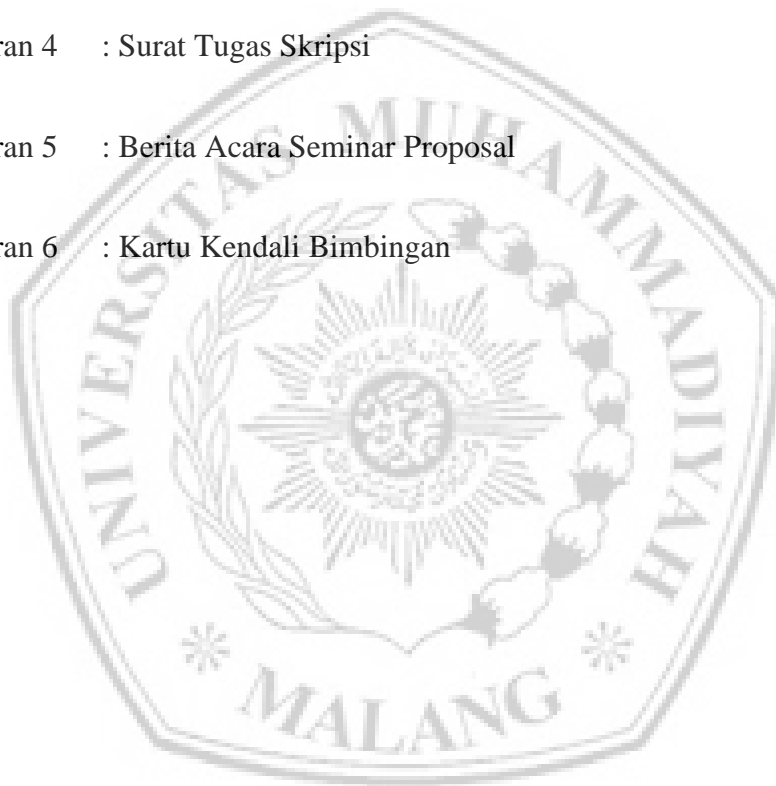 ran 4 : Surat Tugas Skripsi
ran 5 : Berita Acara Seminar Proposal
ran 6 : Kartu Kendali Bimbingan
UNIVERSITAS MUHAMMADIYAH
MALANG